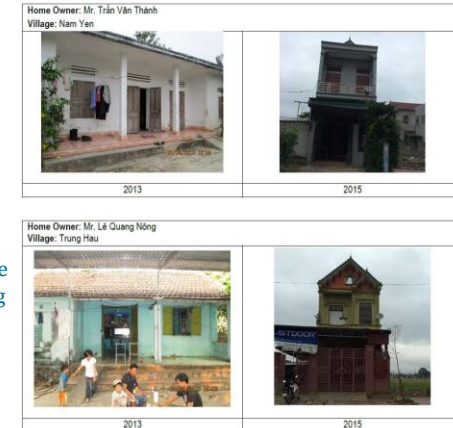 Home Owner: Mr. Trần Văn Thành
Village: Nam Yen
2013 2015
Home Owner: Mr. Lê Quang Nông
Village: Trung Hau
STDOOR
2013 2015